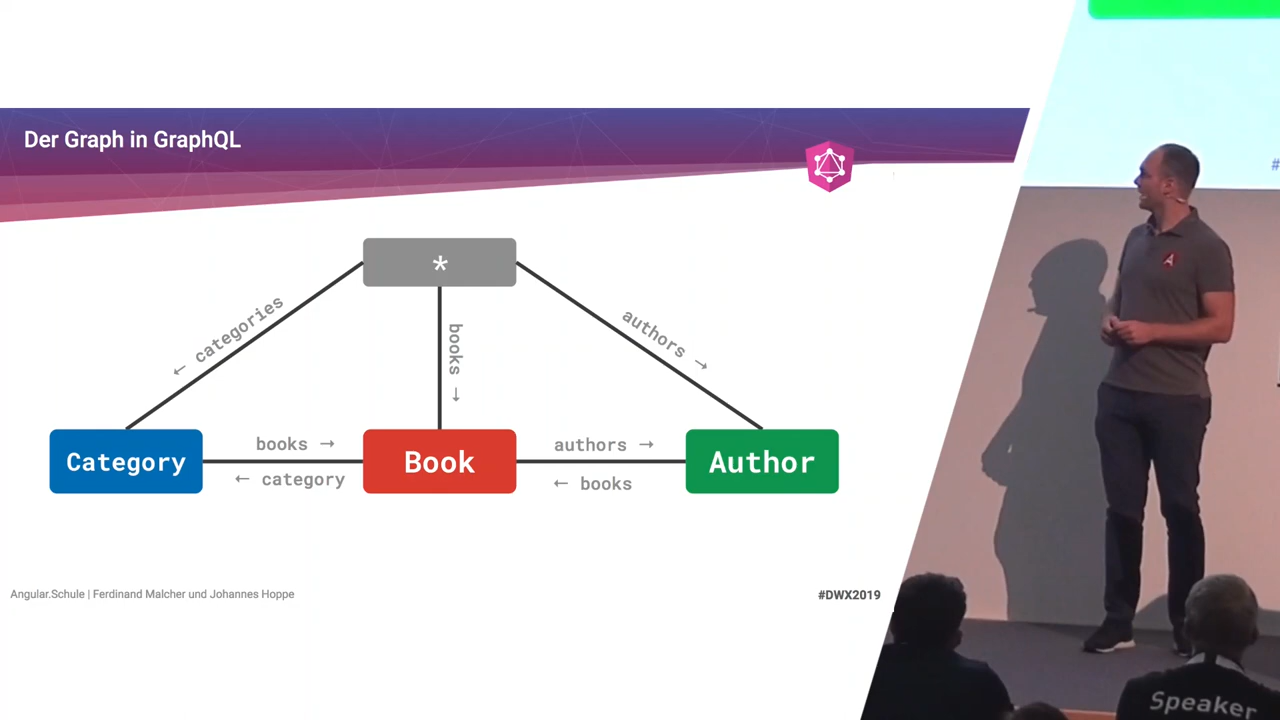 Der Graph in GraphQL
*
← categories
books →
authors →
Category
books →
← category
Book
authors →
← books
Author
Angular.Schule | Ferdinand Malcher und Johannes Hoppe
#DWX2019
#
A
Speaker